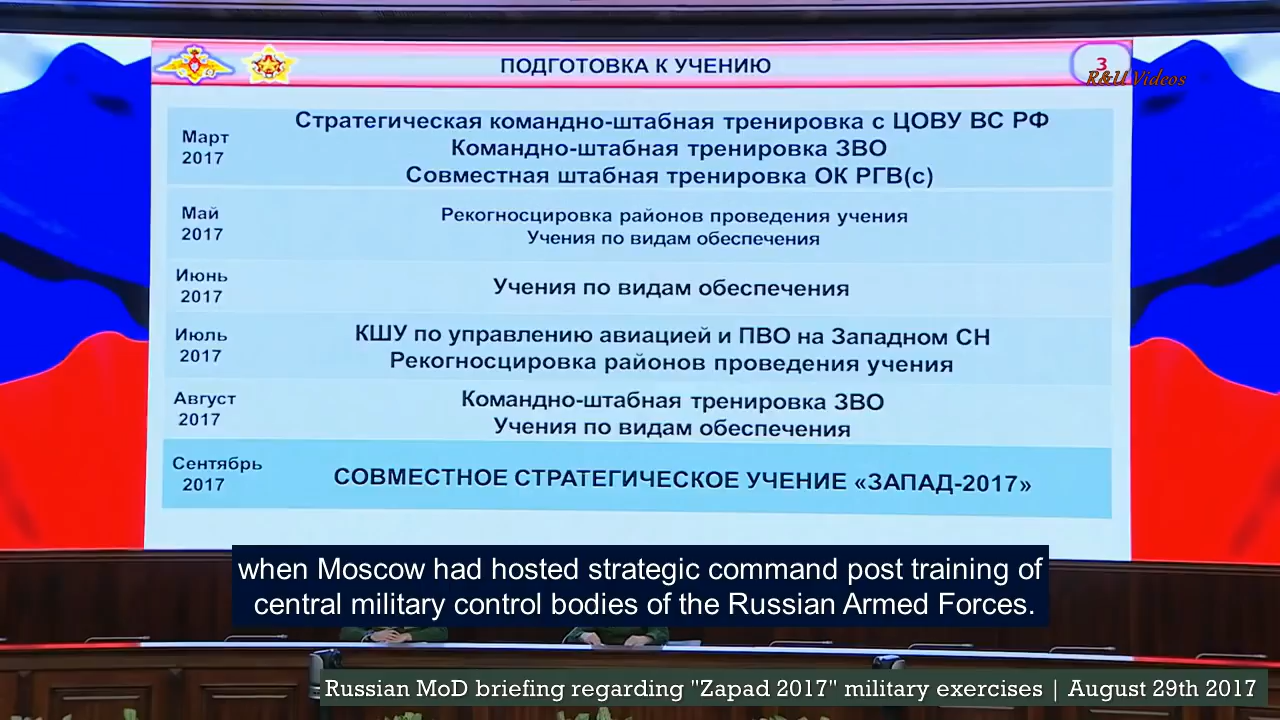 ПОДГОТОВКА К УЧЕНИЮ
3
R&U Videos
Март
2017
Стратегическая командно-штабная тренировка с ЦОВУ ВС РФ
Командно-штабная тренировка ЗВО
Совместная штабная тренировка ОК РГВ(с)
Май
2017
Рекогносцировка районов проведения учения
Учения по видам обеспечения
Июнь
2017
Учения по видам обеспечения
Июль
2017
КШУ по управлению авиацией и ПВО на Западном СН
Рекогносцировка районов проведения учения
Август
2017
Командно-штабная тренировка ЗВО
Учения по видам обеспечения
Сентябрь
2017
СОВМЕСТНОЕ СТРАТЕГИЧЕСКОЕ УЧЕНИЕ «ЗАПАД-2017»
when Moscow had hosted strategic command post training of
central military control bodies of the Russian Armed Forces.
Russian MoD briefing regarding "Zapad 2017" military exercises | August 29th 2017